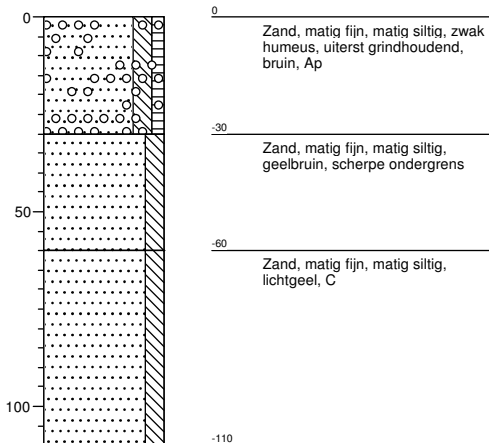 0
0
Zand, matig fijn, matig siltig, zwak
humeus, uiterst grindhoudend,
bruin, Ap
-30
Zand, matig fijn, matig siltig,
geelbruin, scherpe ondergrens
50
-60
Zand, matig fijn, matig siltig,
lichtgeel, C
100
-110